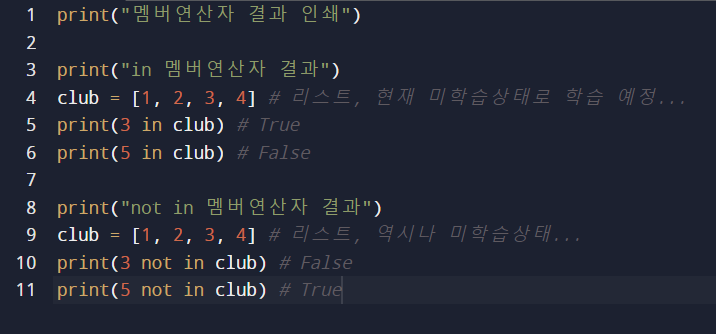 1 print("멤버연산자 결과 인쇄")
2
3 print("in 멤버연산자 결과")
4 club = [1, 2, 3, 4] # 리스트, 현재 미학습상태로 학습 예정...
5 print(3 in club) # True
6 print(5 in club) # False
7
8 print("not in 멤버연산자 결과")
9 club = [1, 2, 3, 4] # 리스트, 역시나 미학습상태...
10 print(3 not in club) # False
11 print(5 not in club) # True